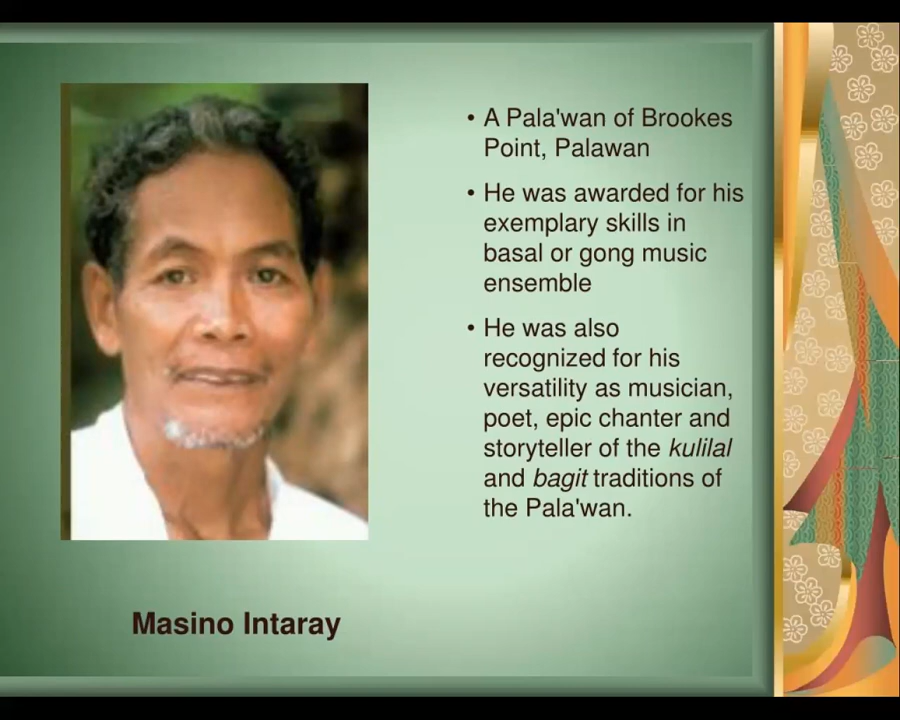 • A Pala'wan of Brookes
Point, Palawan
• He was awarded for his
exemplary skills in
basal or gong music
ensemble
• He was also
recognized for his
versatility as musician,
poet, epic chanter and
storyteller of the kulilal
and bagit traditions of
the Pala'wan.
Masino Intaray